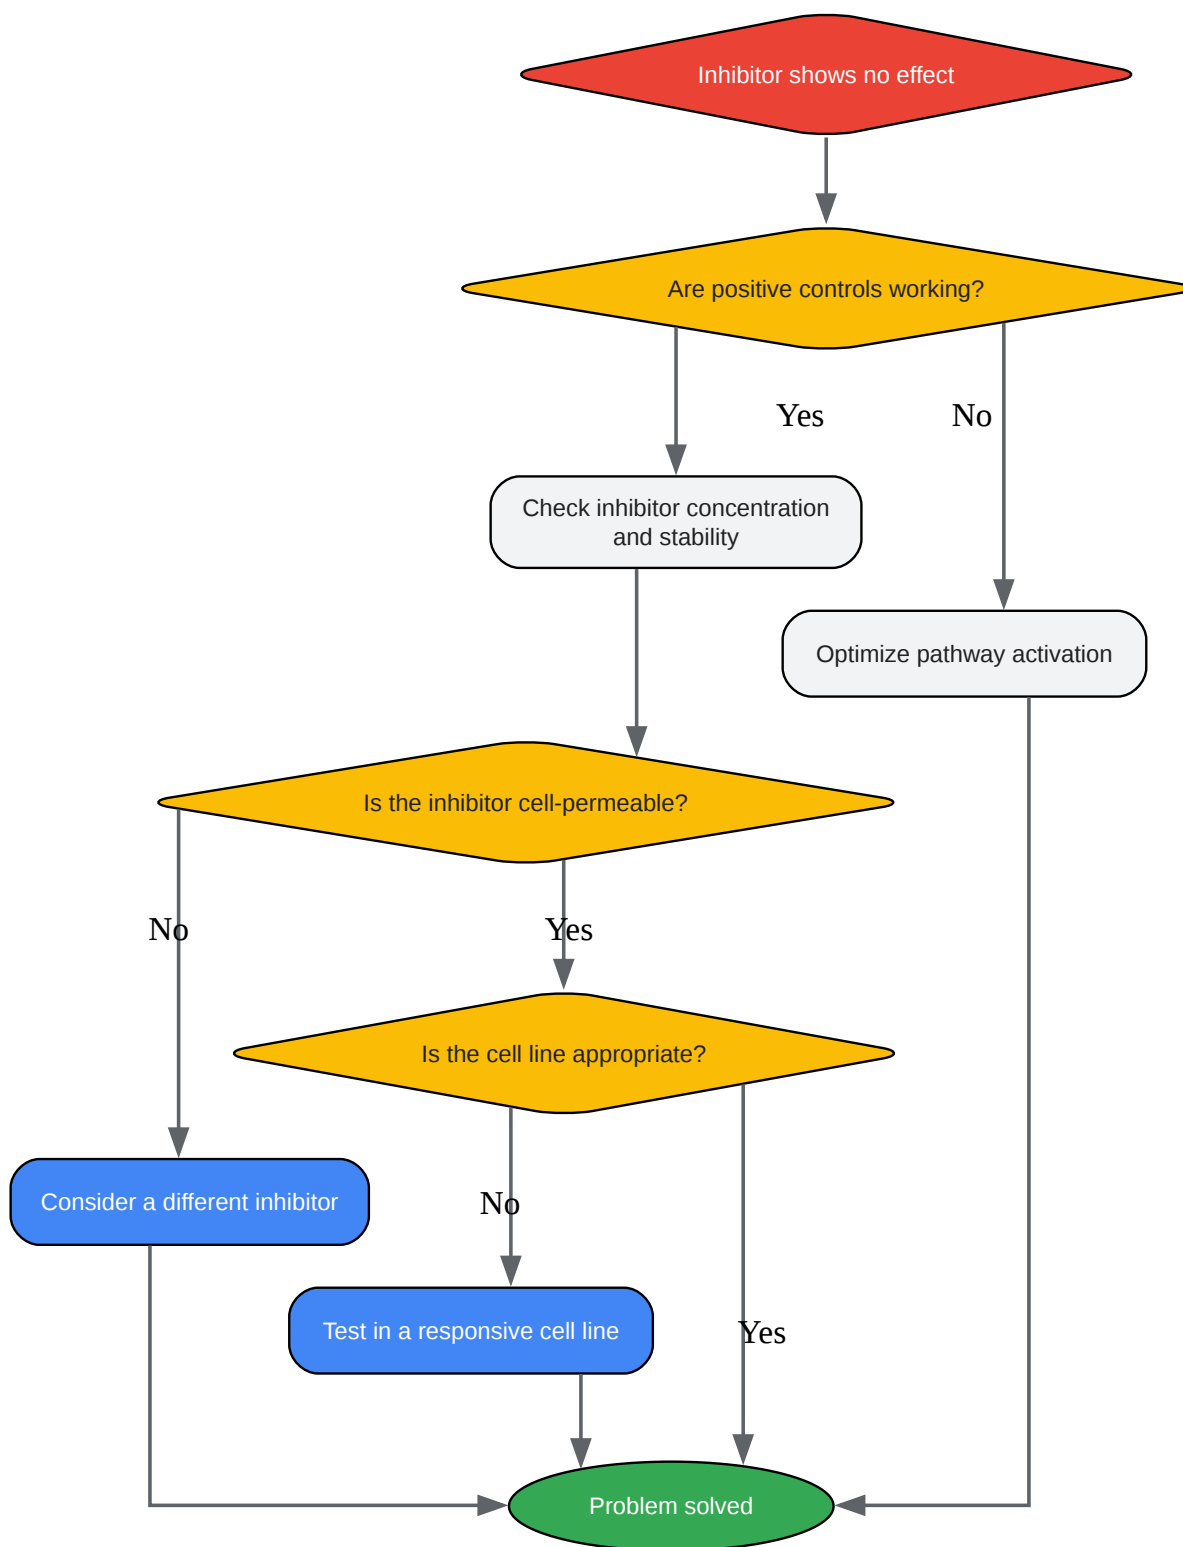 Inhibitor shows no effect
Are positive controls working?
Yes
No
Check inhibitor concentration
and stability
Optimize pathway activation
Is the inhibitor cell-permeable?
No
Yes
Is the cell line appropriate?
Consider a different inhibitor
No
Test in a responsive cell line
Yes
Problem solved